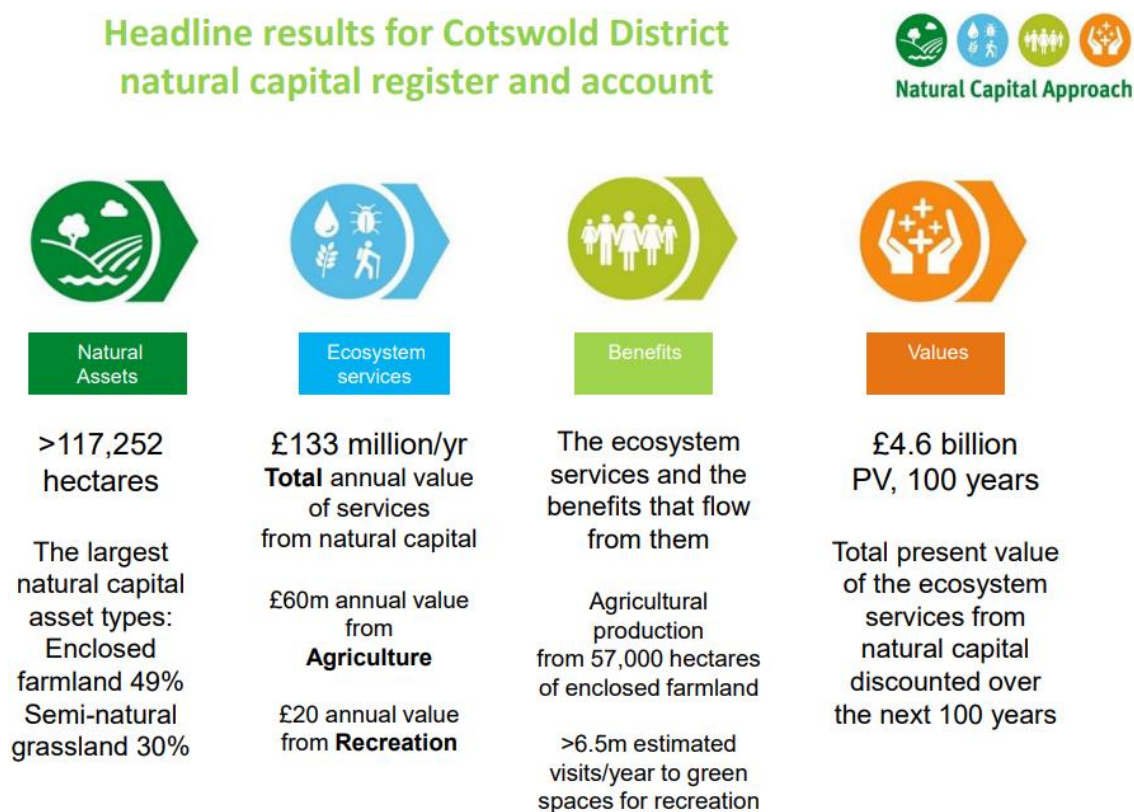 Headline results for Cotswold District
natural capital register and account
Natural Capital Approach
Natural
Assets
>117,252
hectares
The largest
natural capital
asset types:
Enclosed
farmland 49%
Semi-natural
grassland 30%
Ecosystem
services
£133 million/yr
Total annual value
of services
from natural capital
£60m annual value
from
Agriculture
£20 annual value
from Recreation
Benefits
The ecosystem
services and the
benefits that flow
from them
Agricultural
production
from 57,000 hectares
of enclosed farmland
>6.5m estimated
visits/year to green
spaces for recreation
Values
£4.6 billion
PV, 100 years
Total present value
of the ecosystem
services from
natural capital
discounted over
the next 100 years